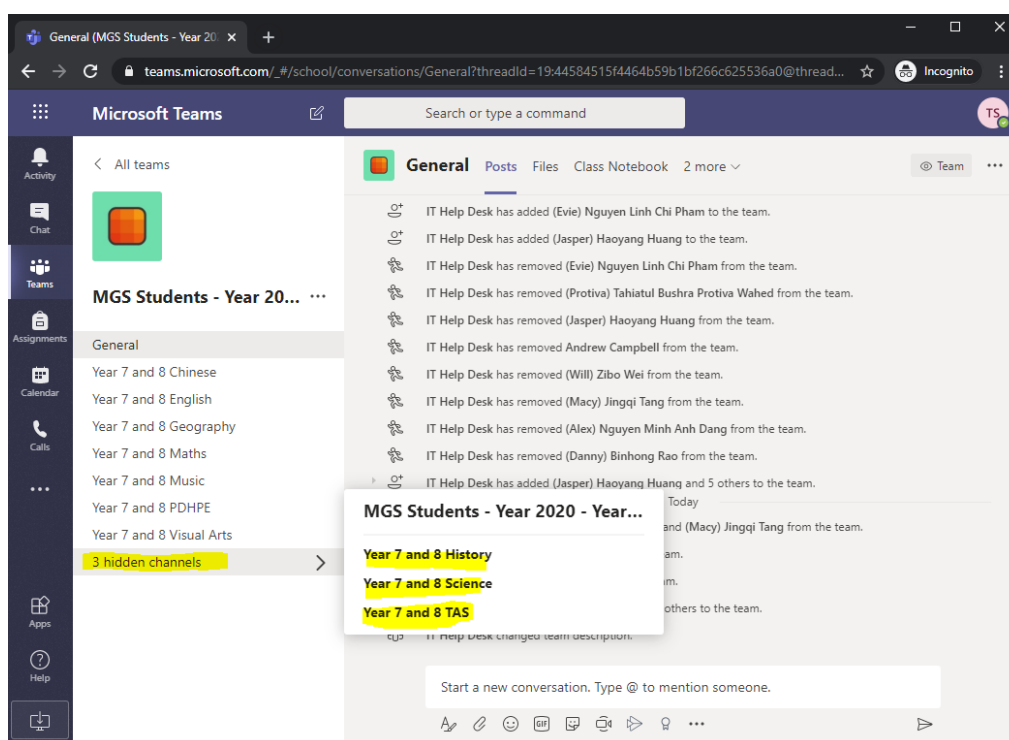 General (MGS Students - Year 20
teams.microsoft.com/_#/school/conversations/General?threadId=19:44584515f4464b59b1bf266c625536a0@thread...
Incognito
Microsoft Teams
Search or type a command
TS
Activity
Chat
Teams
Assignments
Calendar
Calls
Apps
Help
All teams
MGS Students - Year 20...
General
Year 7 and 8 Chinese
Year 7 and 8 English
Year 7 and 8 Geography
Year 7 and 8 Maths
Year 7 and 8 Music
Year 7 and 8 PDHPE
Year 7 and 8 Visual Arts
3 hidden channels
General Posts Files Class Notebook 2 more
Team
IT Help Desk has added (Evie) Nguyen Linh Chi Pham to the team.
IT Help Desk has added (Jasper) Haoyang Huang to the team.
IT Help Desk has removed (Evie) Nguyen Linh Chi Pham from the team.
IT Help Desk has removed (Protiva) Tahiatul Bushra Protiva Wahed from the team.
IT Help Desk has removed (Jasper) Haoyang Huang from the team.
IT Help Desk has removed Andrew Campbell from the team.
IT Help Desk has removed (Will) Zibo Wei from the team.
IT Help Desk has removed (Macy) Jingqi Tang from the team.
IT Help Desk has removed (Alex) Nguyen Minh Anh Dang from the team.
IT Help Desk has removed (Danny) Binhong Rao from the team.
IT Help Desk has added (Jasper) Haoyang Huang and 5 others to the team.
Today
and (Macy) Jingqi Tang from the team.
am.
m.
others to the team.
IT Help Desk changed team description.
MGS Students - Year 2020 - Year...
Year 7 and 8 History
Year 7 and 8 Science
Year 7 and 8 TAS
Start a new conversation. Type @ to mention someone.
GIF